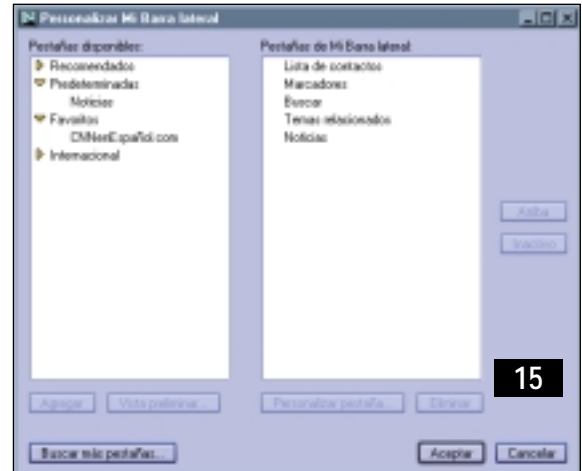 Personalizar Mi Barra lateral
Pestañas disponibles:
Recomendados
Predeterminadas
Noticias
Favoritos
CNNenEspañol.com
Internacional
Pestañas de Mi Barra lateral:
Lista de contactos
Marcadores
Buscar
Temas relacionados
Noticias
Arriba
Inactivo
15
Agregar
Vista preliminar...
Personalizar pestaña...
Eliminar
Buscar más pestañas...
Aceptar
Cancelar